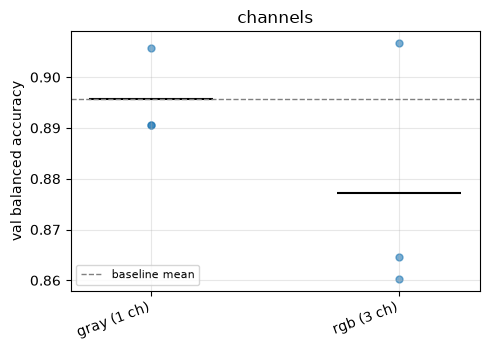 channels
val balanced accuracy
0.90
0.89
0.88
0.87
0.86
baseline mean
gray (1 ch)
rgb (3 ch)